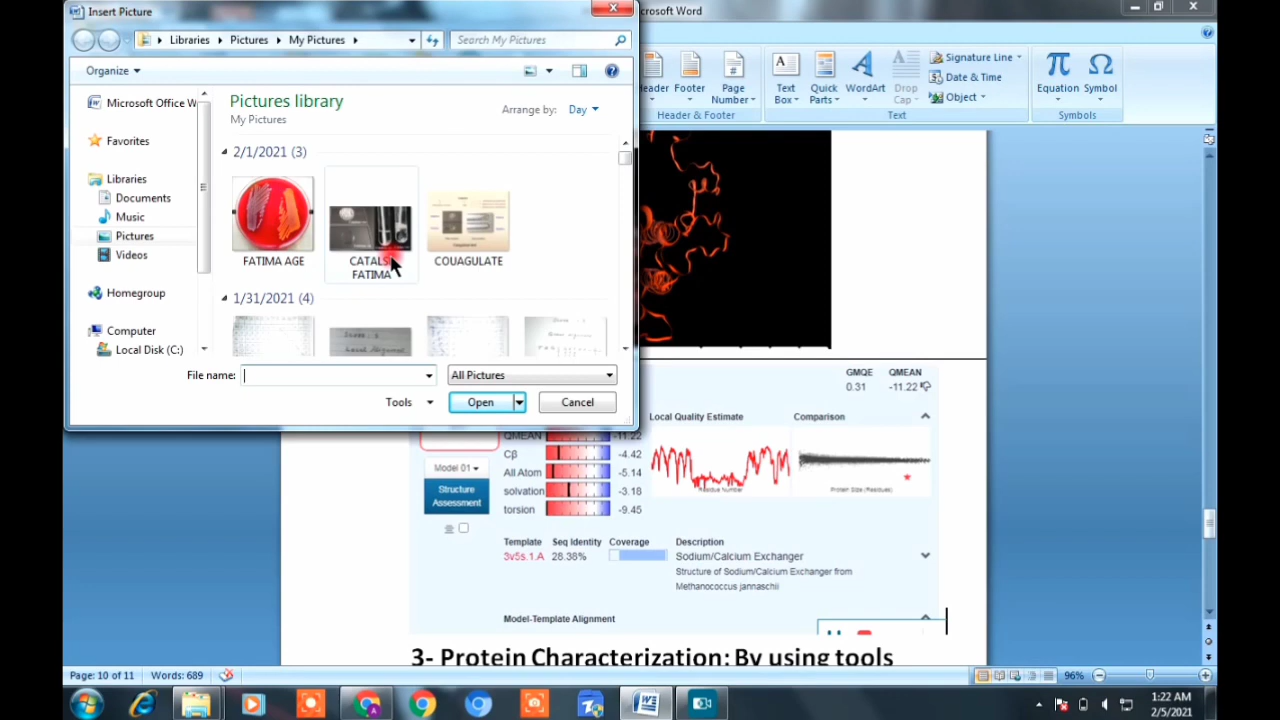 Insert Picture
Microsoft Word
Libraries
Pictures
My Pictures
Search My Pictures
Organize
Pictures library
My Pictures
Arrange by: Day
Microsoft Office W
Favorites
Libraries
Documents
Music
Pictures
Videos
Homegroup
Computer
Local Disk (C:)
2/1/2021 (3)
FATIMA AGE
FATIMA
COUAGULATE
1/31/2021 (4)
File name:
All Pictures
Tools
Open
Cancel
Header
Footer
Page Number
Header & Footer
Text Box
Quick Parts
WordArt
Drop Cap
Signature Line
Date & Time
Object
Text
Equation
Symbol
Symbols
GMQE
QMEAN
0.31
-11.22
Local Quality Estimate
Comparison
QMEAN
-11.22
Cβ
-4.42
All Atom
-5.14
solvation
-3.18
torsion
-9.45
Residue Number
Protein Size (Residues)
Model 01
Structure Assessment
Template
Seq Identity
Coverage
Description
3v5s.1.A
28.38%
Sodium/Calcium Exchanger
Structure of Sodium/Calcium Exchanger from
Methanococcus jannaschii
Model-Template Alignment
3- Protein Characterization: By using tools
Page: 10 of 11
Words: 689
96%
1:22 AM
2/5/2021